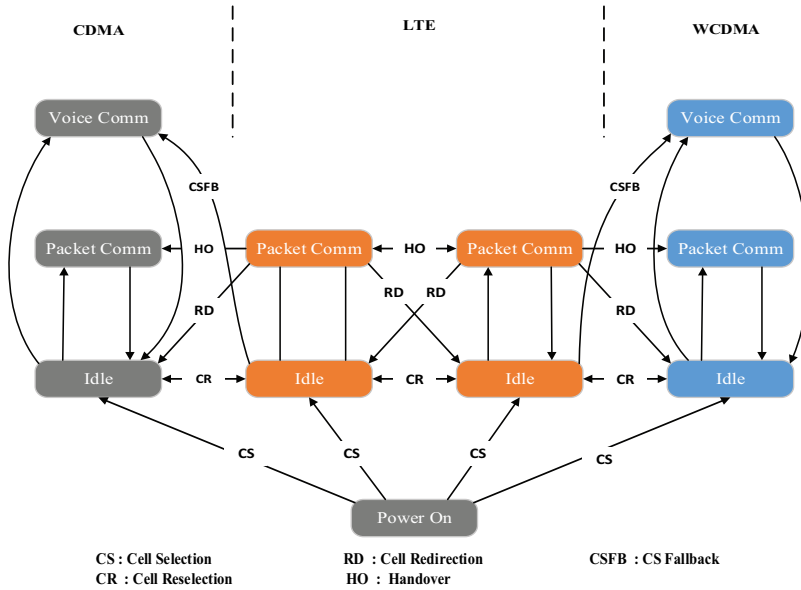 CDMA
LTE
WCDMA
Voice Comm
Voice Comm
CSFB
CSFB
Packet Comm
HO
Packet Comm
HO
Packet Comm
HO
Packet Comm
RD
RD
RD
RD
Idle
CR
Idle
CR
Idle
CR
Idle
CS
CS
CS
CS
Power On
CS : Cell Selection
RD : Cell Redirection
CSFB : CS Fallback
CR : Cell Reselection
HO : Handover